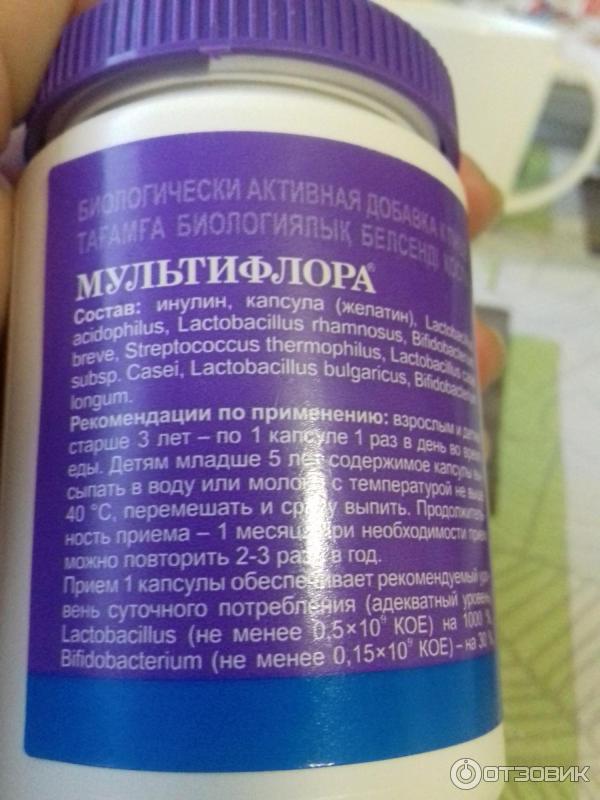 БИОЛОГИЧЕСКИ АКТИВНАЯ ДОБАВКА К
ТАҒАМҒА БИОЛОГИЯЛЫҚ БЕЛСЕНДІ
МУЛЬТИФЛОРА®
Состав: инулин, капсула (желатин),
acidophilus, Lactobacillus rhamnosus,
breve, Streptococcus thermophilus, Lactobacillus
subsp. Casei, Lactobacillus bulgaricus,
longum.
Рекомендации по применению: взрослым и
старше 3 лет – по 1 капсуле 1 раз в день во
еды. Детям младше 5 лет содержимое капсулы
сыпать в воду или молоко с температурой не
40 °С, перемешать и сразу выпить.
ность приема – 1 месяц. При необходимости
можно повторить 2-3 раза в год.
Прием 1 капсулы обеспечивает рекомендуемый уро-
вень суточного потребления (адекватный
Lactobacillus (не менее 0,5×10⁹ КОЕ) на 1000 %,
Bifidobacterium (не менее 0,15×10⁹ КОЕ) – на 30 %
ОТЗОВИК